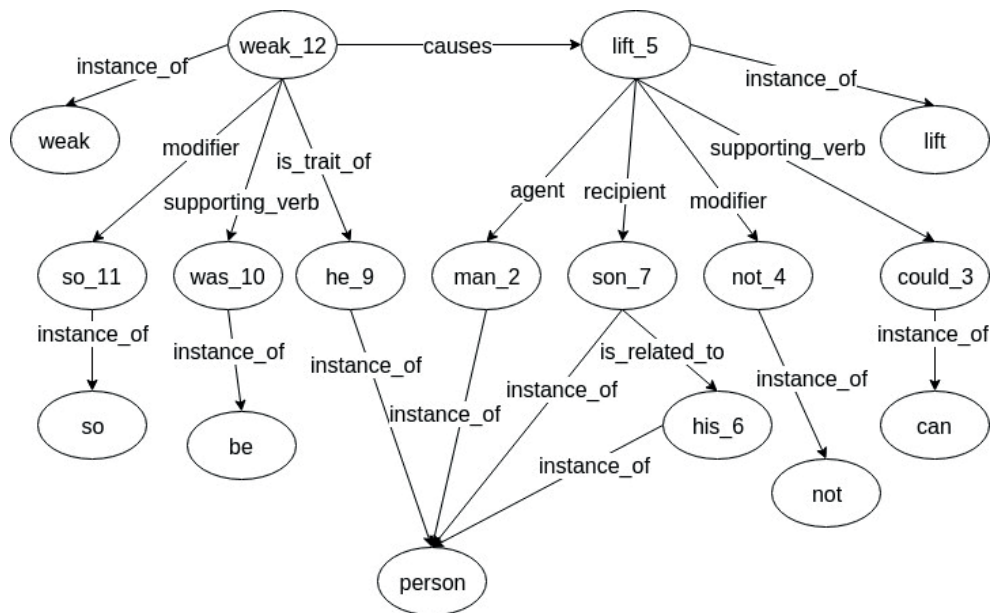 weak_12 causes lift_5
instance_of instance_of
weak lift
modifier is_trait_of supporting_verb
supporting_verb agent recipient modifier
so_11 was_10 he_9 man_2 son_7 not_4 could_3
instance_of instance_of instance_of instance_of is_related_to instance_of instance_of
instance_of instance_of
so be his_6 can
instance_of
not
person